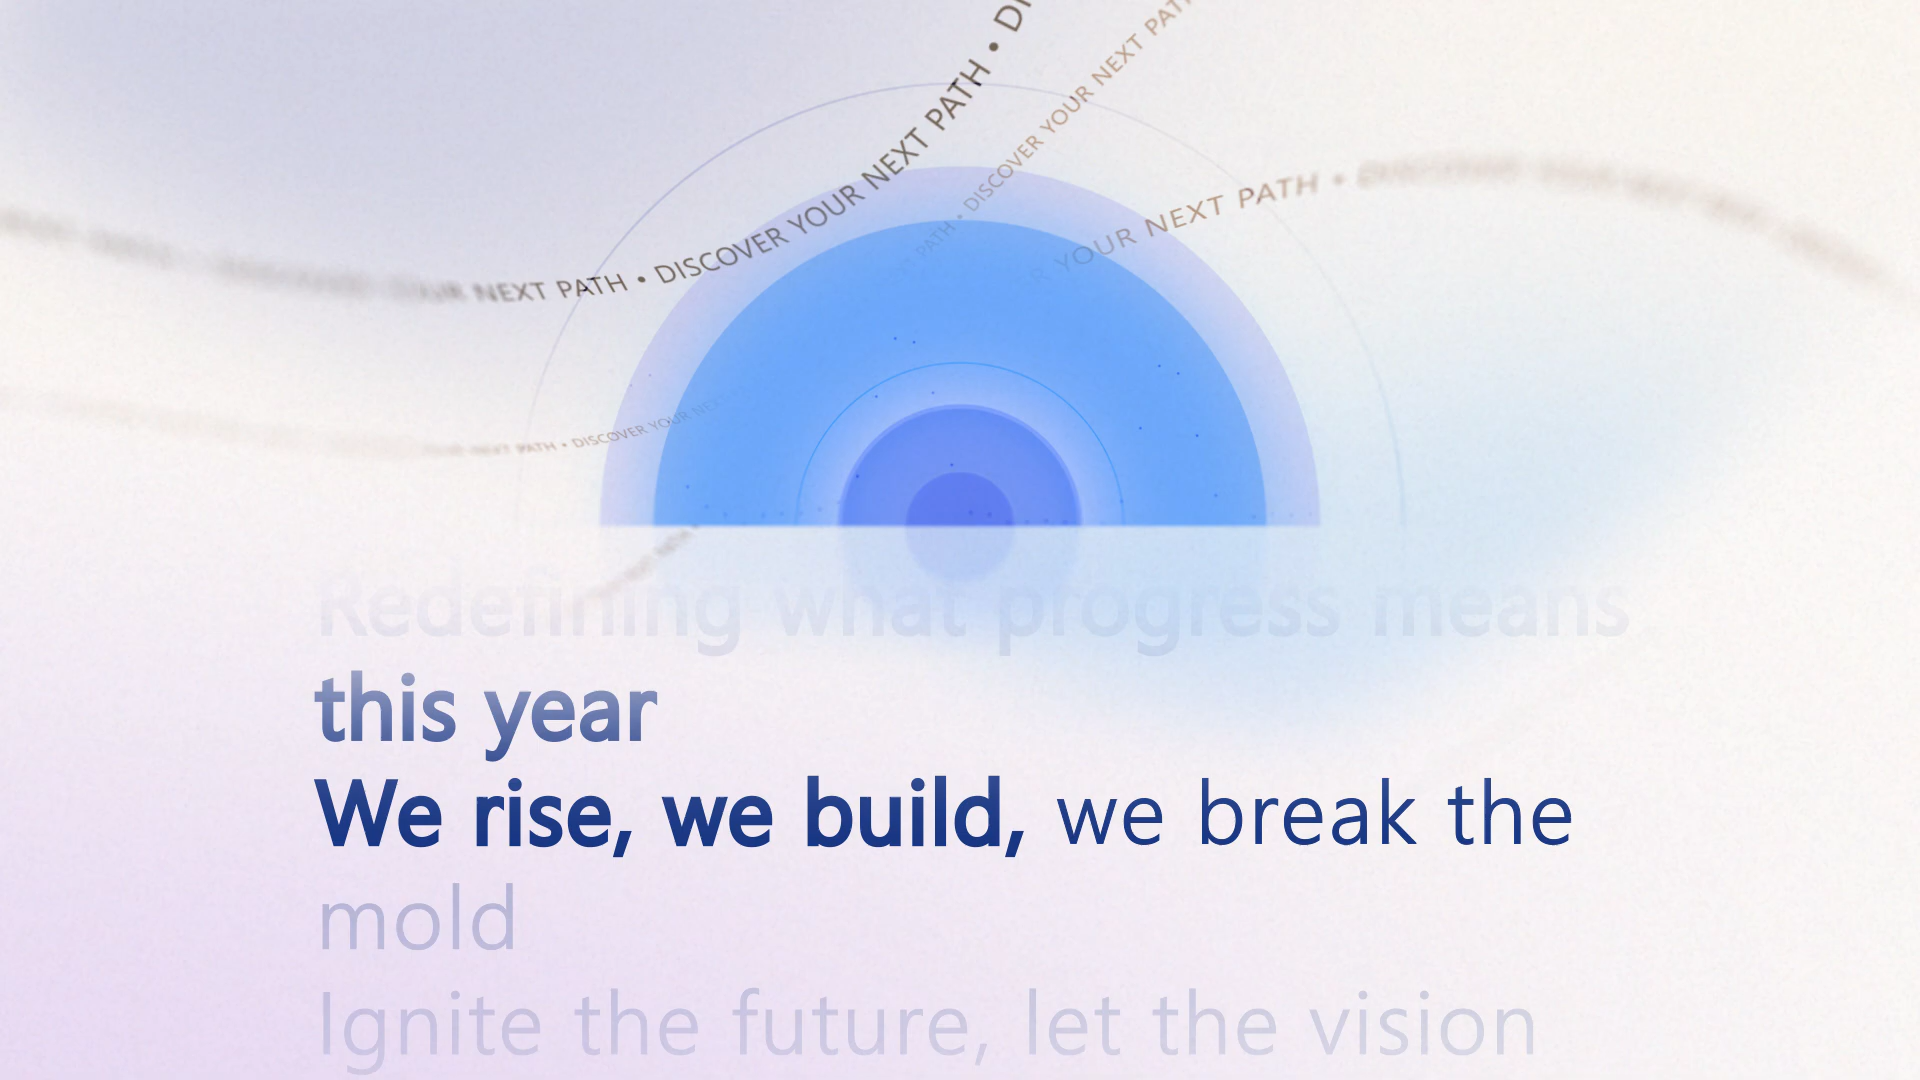 NEXT PATH • DISCOVER YOUR NEXT PATH • DI
PATH • DISCOVER YOUR NEXT PATH
YOUR NEXT PATH •
NEXT PATH • DISCOVER YOUR NEXT
Redefining what progress means
this year
We rise, we build, we break the
mold
Ignite the future, let the vision